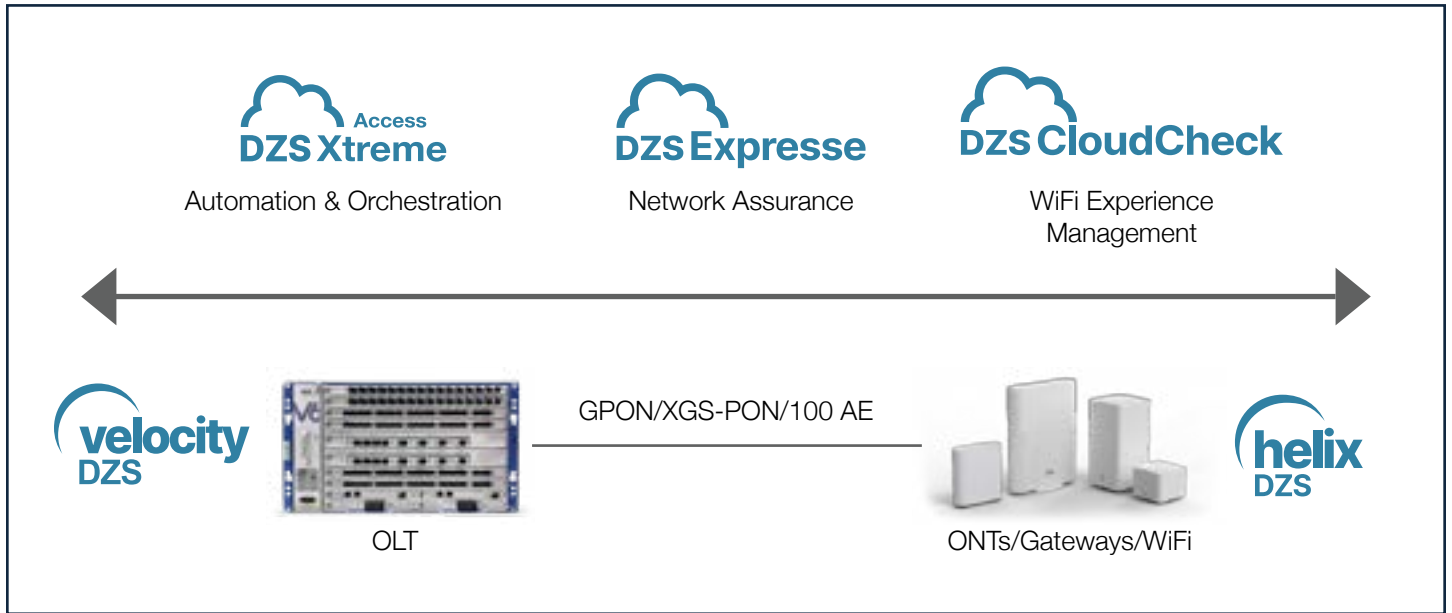 Access
DZS Xtreme
Automation & Orchestration
DZS Expresse
Network Assurance
DZS CloudCheck
WiFi Experience
Management
velocity
DZS
V6
OLT
GPON/XGS-PON/100 AE
ONTs/Gateways/WiFi
helix
DZS